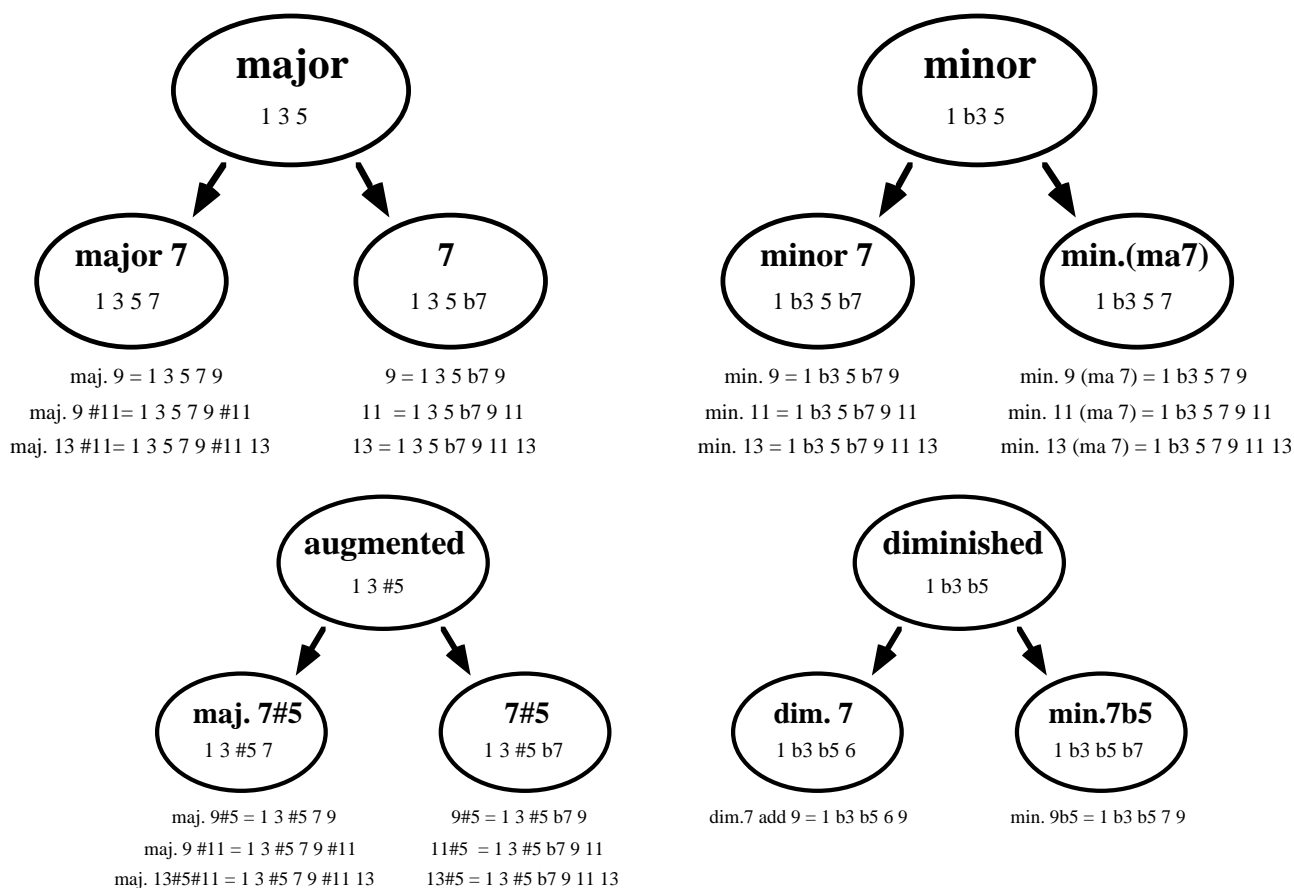 major
1 3 5
major 7
1 3 5 7
7
1 3 5 b7
maj. 9 = 1 3 5 7 9
maj. 9 #11= 1 3 5 7 9 #11
maj. 13 #11= 1 3 5 7 9 #11 13
9 = 1 3 5 b7 9
11 = 1 3 5 b7 9 11
13 = 1 3 5 b7 9 11 13
minor
1 b3 5
minor 7
1 b3 5 b7
min.(ma7)
1 b3 5 7
min. 9 = 1 b3 5 b7 9
min. 11 = 1 b3 5 b7 9 11
min. 13 = 1 b3 5 b7 9 11 13
min. 9 (ma 7) = 1 b3 5 7 9
min. 11 (ma 7) = 1 b3 5 7 9 11
min. 13 (ma 7) = 1 b3 5 7 9 11 13
augmented
1 3 #5
maj. 7#5
1 3 #5 7
7#5
1 3 #5 b7
maj. 9#5 = 1 3 #5 7 9
maj. 9 #11 = 1 3 #5 7 9 #11
maj. 13#5#11 = 1 3 #5 7 9 #11 13
9#5 = 1 3 #5 b7 9
11#5 = 1 3 #5 b7 9 11
13#5 = 1 3 #5 b7 9 11 13
diminished
1 b3 b5
dim. 7
1 b3 b5 6
min.7b5
1 b3 b5 b7
dim.7 add 9 = 1 b3 b5 6 9
min. 9b5 = 1 b3 b5 7 9